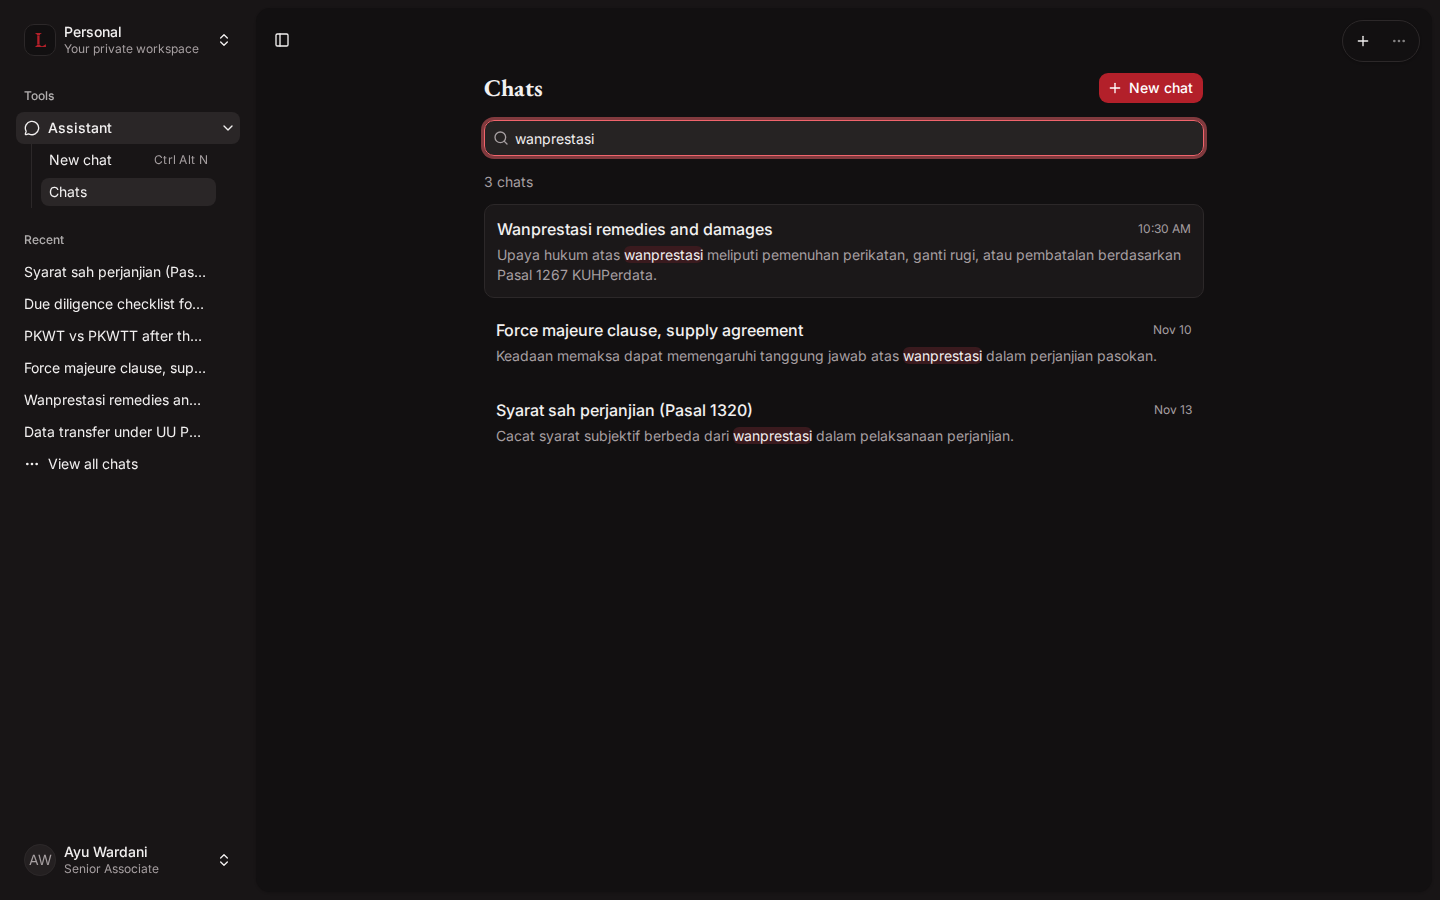 L
Personal
Your private workspace
Tools
Assistant
New chat Ctrl Alt N
Chats
Recent
Syarat sah perjanjian (Pas...
Due diligence checklist fo...
PKWT vs PKWTT after th...
Force majeure clause, sup...
Wanprestasi remedies an...
Data transfer under UU P...
View all chats
AW
Ayu Wardani
Senior Associate
Chats
New chat
wanprestasi
3 chats
Wanprestasi remedies and damages 10:30 AM
Upaya hukum atas wanprestasi meliputi pemenuhan perikatan, ganti rugi, atau pembatalan berdasarkan
Pasal 1267 KUHPerdata.
Force majeure clause, supply agreement Nov 10
Keadaan memaksa dapat memengaruhi tanggung jawab atas wanprestasi dalam perjanjian pasokan.
Syarat sah perjanjian (Pasal 1320) Nov 13
Cacat syarat subjektif berbeda dari wanprestasi dalam pelaksanaan perjanjian.